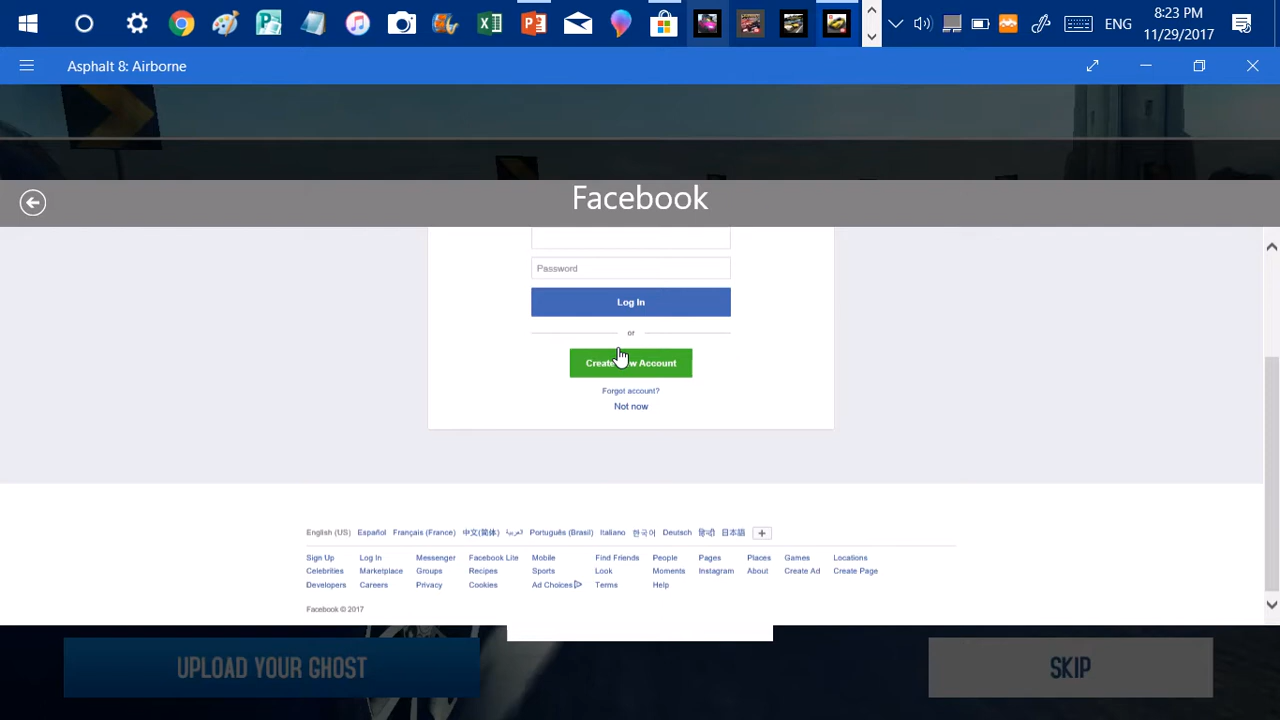 ENG
8:23 PM
11/29/2017
Asphalt 8: Airborne
Facebook
Password
Log In
or
Create New Account
Forgot account?
Not now
English (US) Español Français (France) 中文(简体) العربية Português (Brasil) Italiano 한국어 Deutsch हिन्दी 日本語
Sign Up Log In Messenger Facebook Lite Mobile Find Friends People Pages Places Games Locations
Celebrities Marketplace Groups Recipes Sports Look Moments Instagram About Create Ad Create Page
Developers Careers Privacy Cookies Ad Choices Terms Help
Facebook © 2017
UPLOAD YOUR GHOST
SKIP